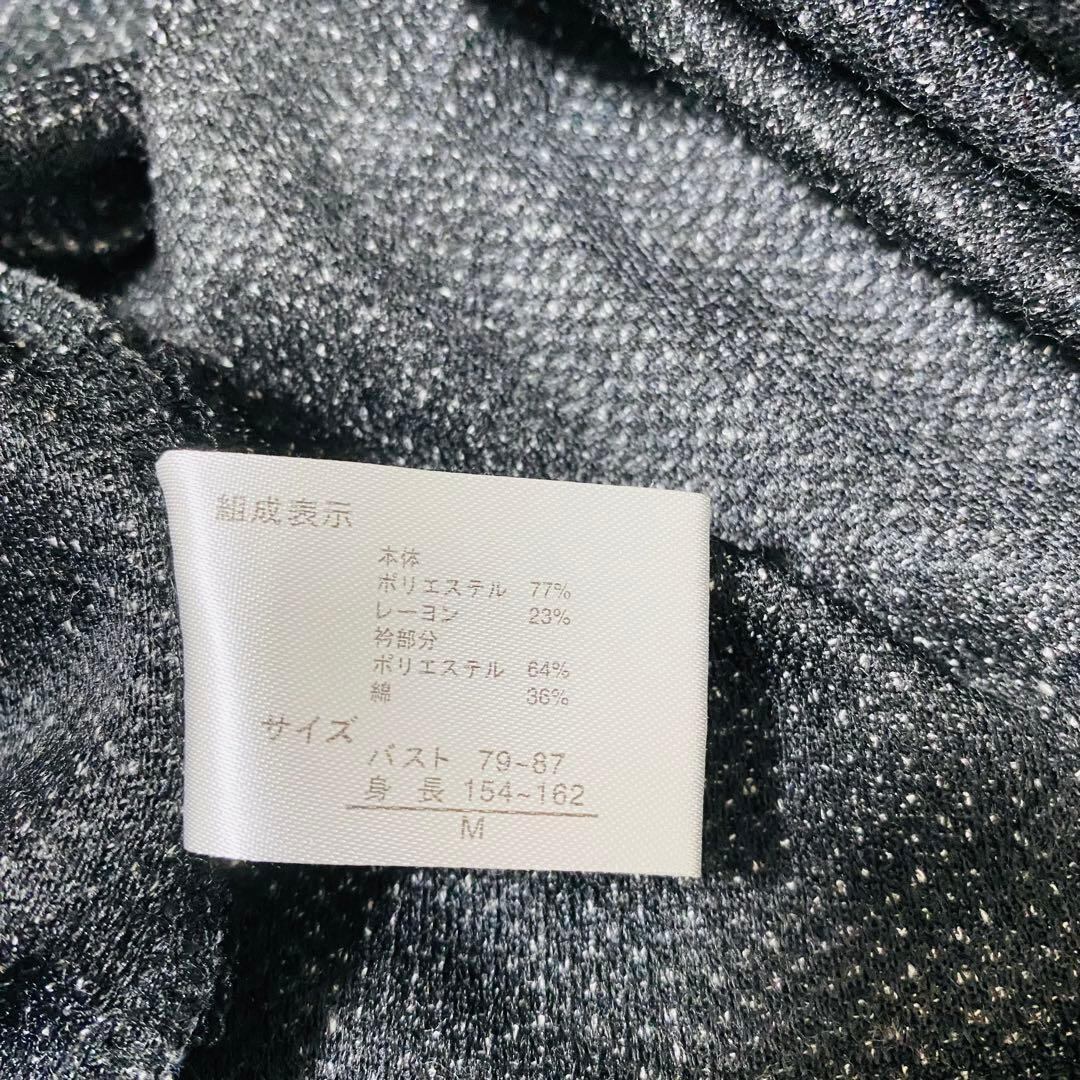 組成表示
本体
ポリエステル 77%
レーヨン 23%
衿部分
ポリエステル 64%
綿 36%
サイズ
バスト 79~87
身長 154~162
M